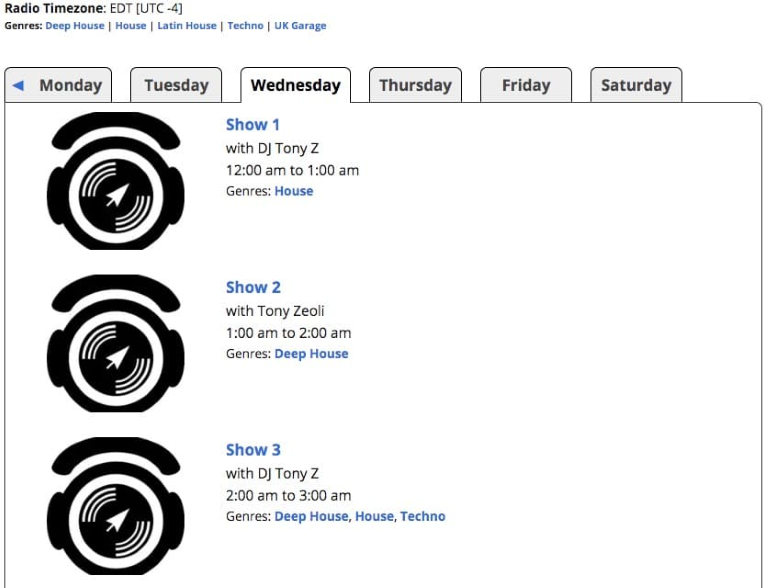 Radio Timezone: EDT [UTC -4]
Genres: Deep House | House | Latin House | Techno | UK Garage
◄ Monday Tuesday Wednesday Thursday Friday Saturday
Show 1
with DJ Tony Z
12:00 am to 1:00 am
Genres: House
Show 2
with Tony Zeoli
1:00 am to 2:00 am
Genres: Deep House
Show 3
with DJ Tony Z
2:00 am to 3:00 am
Genres: Deep House, House, Techno